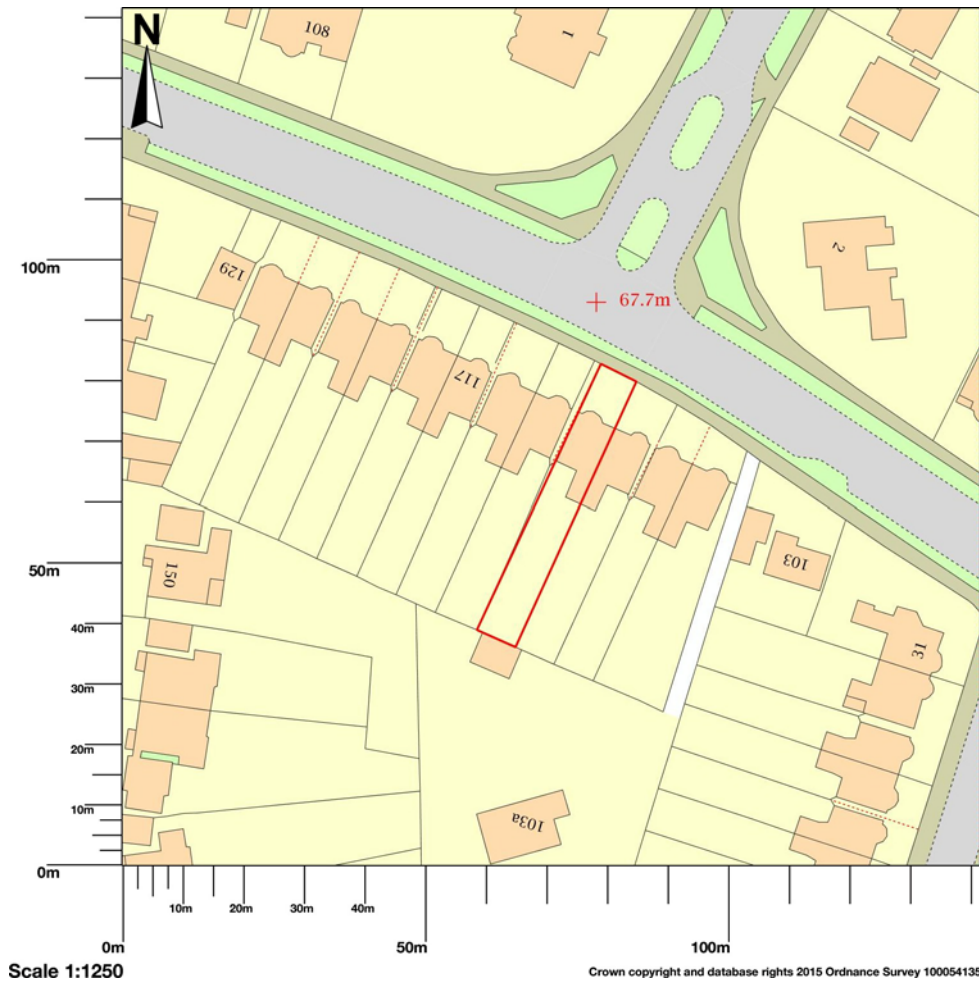 N
108
1
2
129
67.7m
100m
117
50m
103
150
31
40m
30m
20m
10m
103a
0m
10m
20m
30m
40m
0m
50m
100m
Scale 1:1250
Crown copyright and database rights 2015 Ordnance Survey 100054135